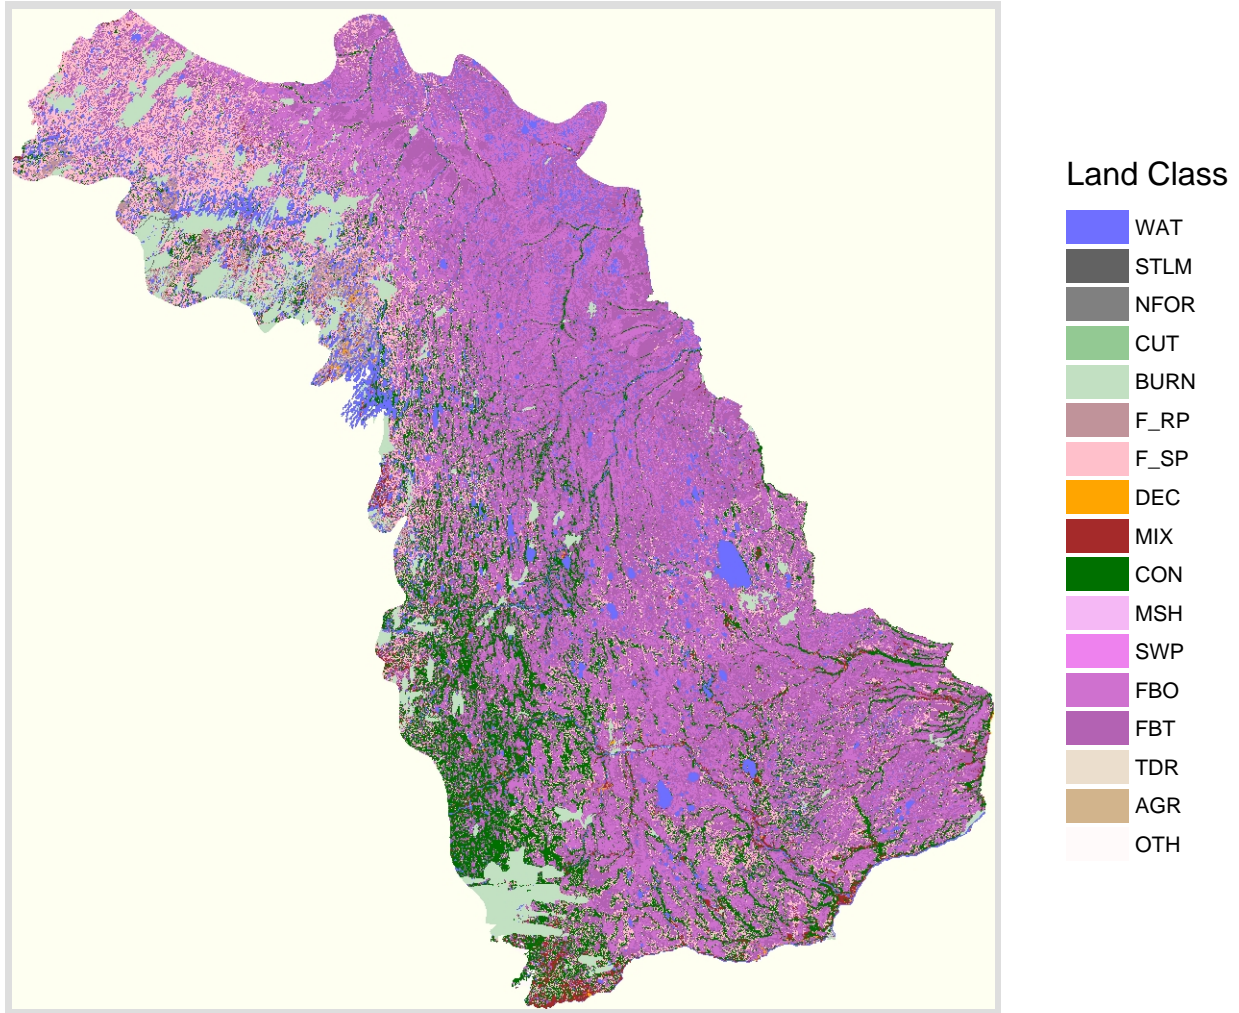 Land Class
WAT
STLM
NFOR
CUT
BURN
F_RP
F_SP
DEC
MIX
CON
MSH
SWP
FBO
FBT
TDR
AGR
OTH